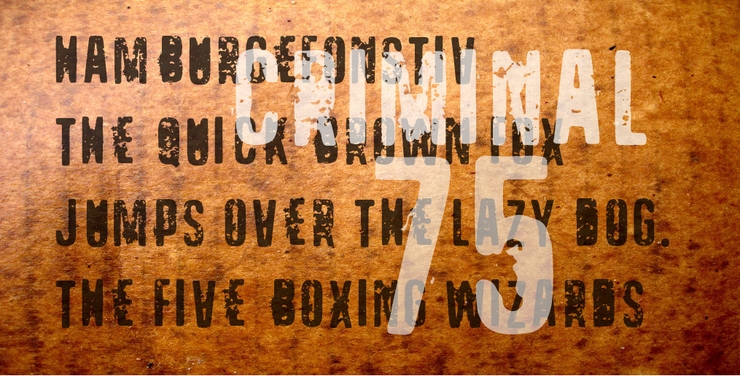 HAMBURGEFONSTIV
CRIMINAL
THE QUICK BROWN FOX
75
JUMPS OVER THE LAZY DOG.
THE FIVE BOXING WIZARDS